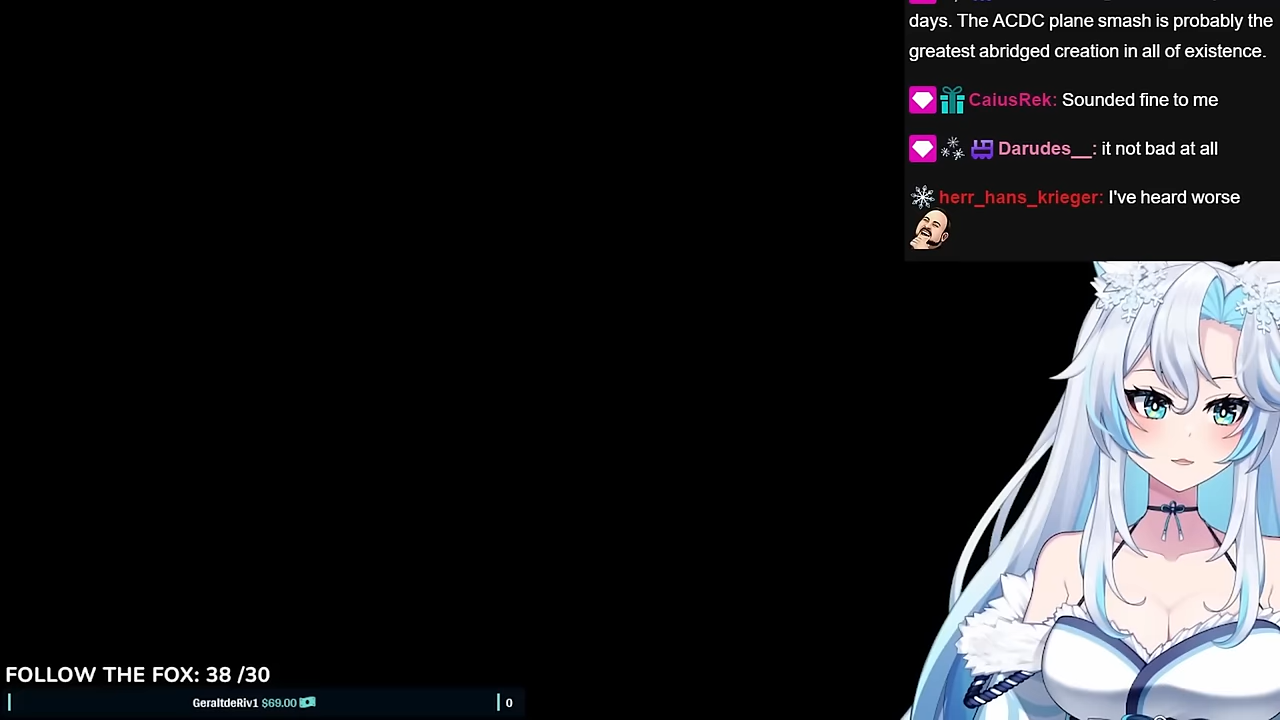 days. The ACDC plane smash is probably the
greatest abridged creation in all of existence.
CaiusRek: Sounded fine to me
Darudes__: it not bad at all
herr_hans_krieger: I've heard worse
FOLLOW THE FOX: 38 /30
GeraltdeRiv1 $69.00
0